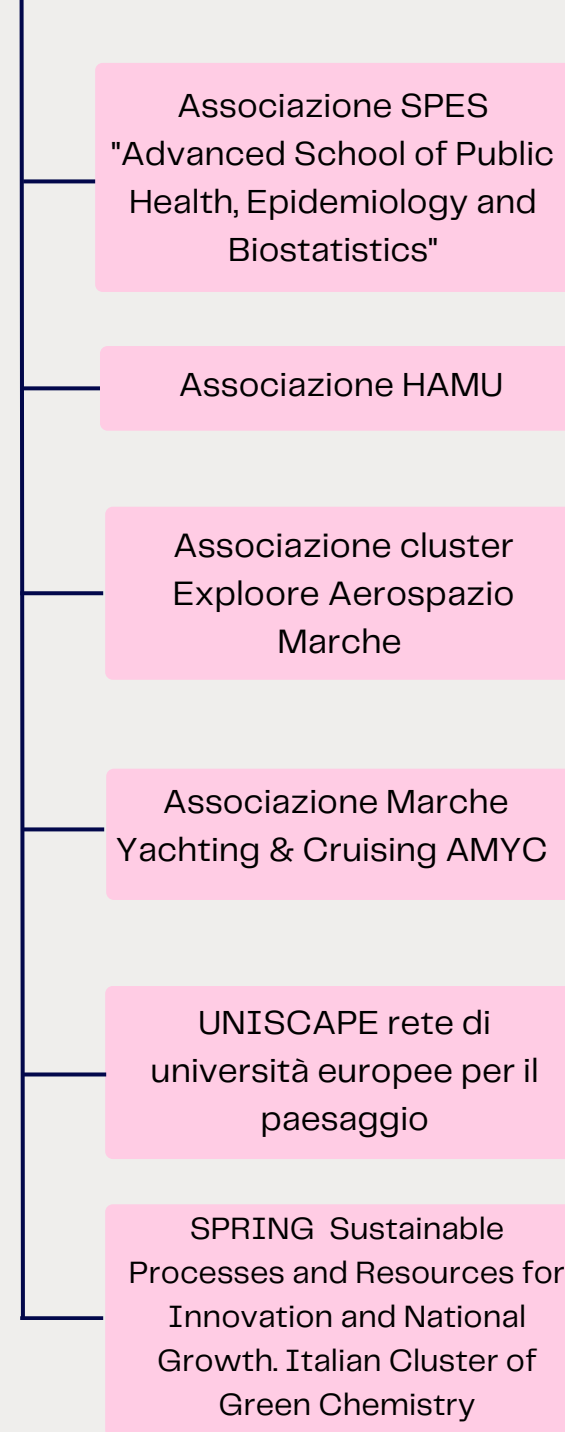 Associazione SPES
"Advanced School of Public
Health, Epidemiology and
Biostatistics"
Associazione HAMU
Associazione cluster
Exploore Aerospazio
Marche
Associazione Marche
Yachting & Cruising AMYC
UNISCAPE rete di
università europee per il
paesaggio
SPRING Sustainable
Processes and Resources for
Innovation and National
Growth. Italian Cluster of
Green Chemistry